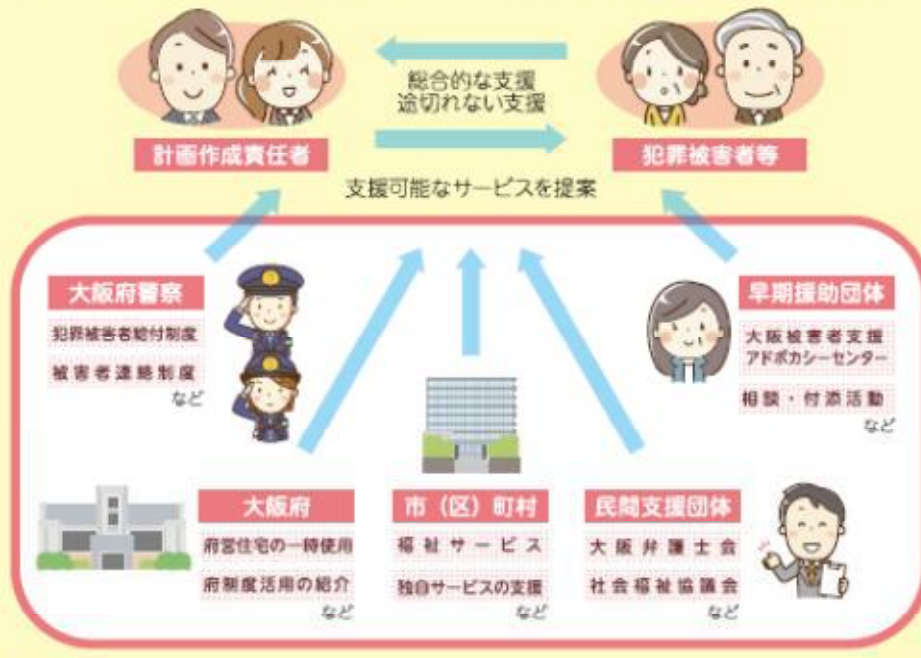 総合的な支援
途切れない支援
計画作成責任者
犯罪被害者等
支援可能なサービスを提案
大阪府警察
犯罪被害者給付制度
被害者連絡制度
など
早期援助団体
大阪被害者支援
アドボカシーセンター
相談・付添活動
など
大阪府
府営住宅の一時使用
府制度活用の紹介
など
市（区）町村
福祉サービス
独自サービスの支援
など
民間支援団体
大阪弁護士会
社会福祉協議会
など